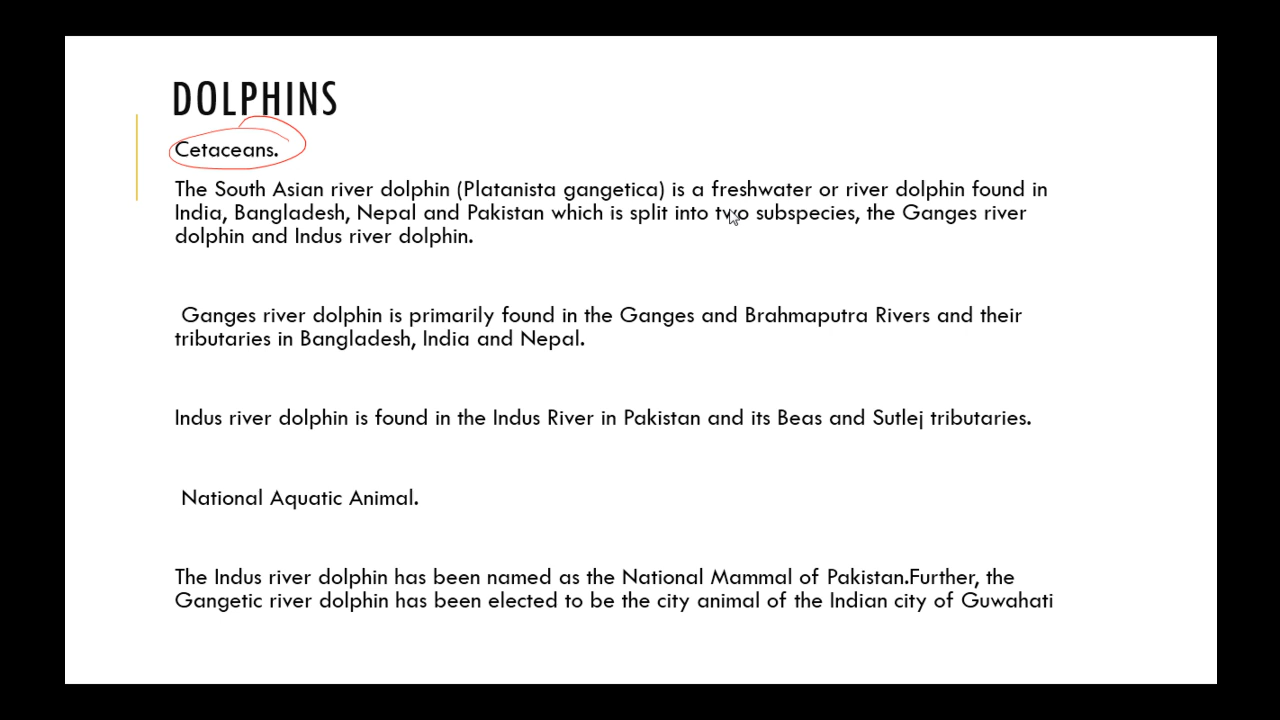 DOLPHINS
Cetaceans.
The South Asian river dolphin (Platanista gangetica) is a freshwater or river dolphin found in
India, Bangladesh, Nepal and Pakistan which is split into two subspecies, the Ganges river
dolphin and Indus river dolphin.
Ganges river dolphin is primarily found in the Ganges and Brahmaputra Rivers and their
tributaries in Bangladesh, India and Nepal.
Indus river dolphin is found in the Indus River in Pakistan and its Beas and Sutlej tributaries.
National Aquatic Animal.
The Indus river dolphin has been named as the National Mammal of Pakistan.Further, the
Gangetic river dolphin has been elected to be the city animal of the Indian city of Guwahati